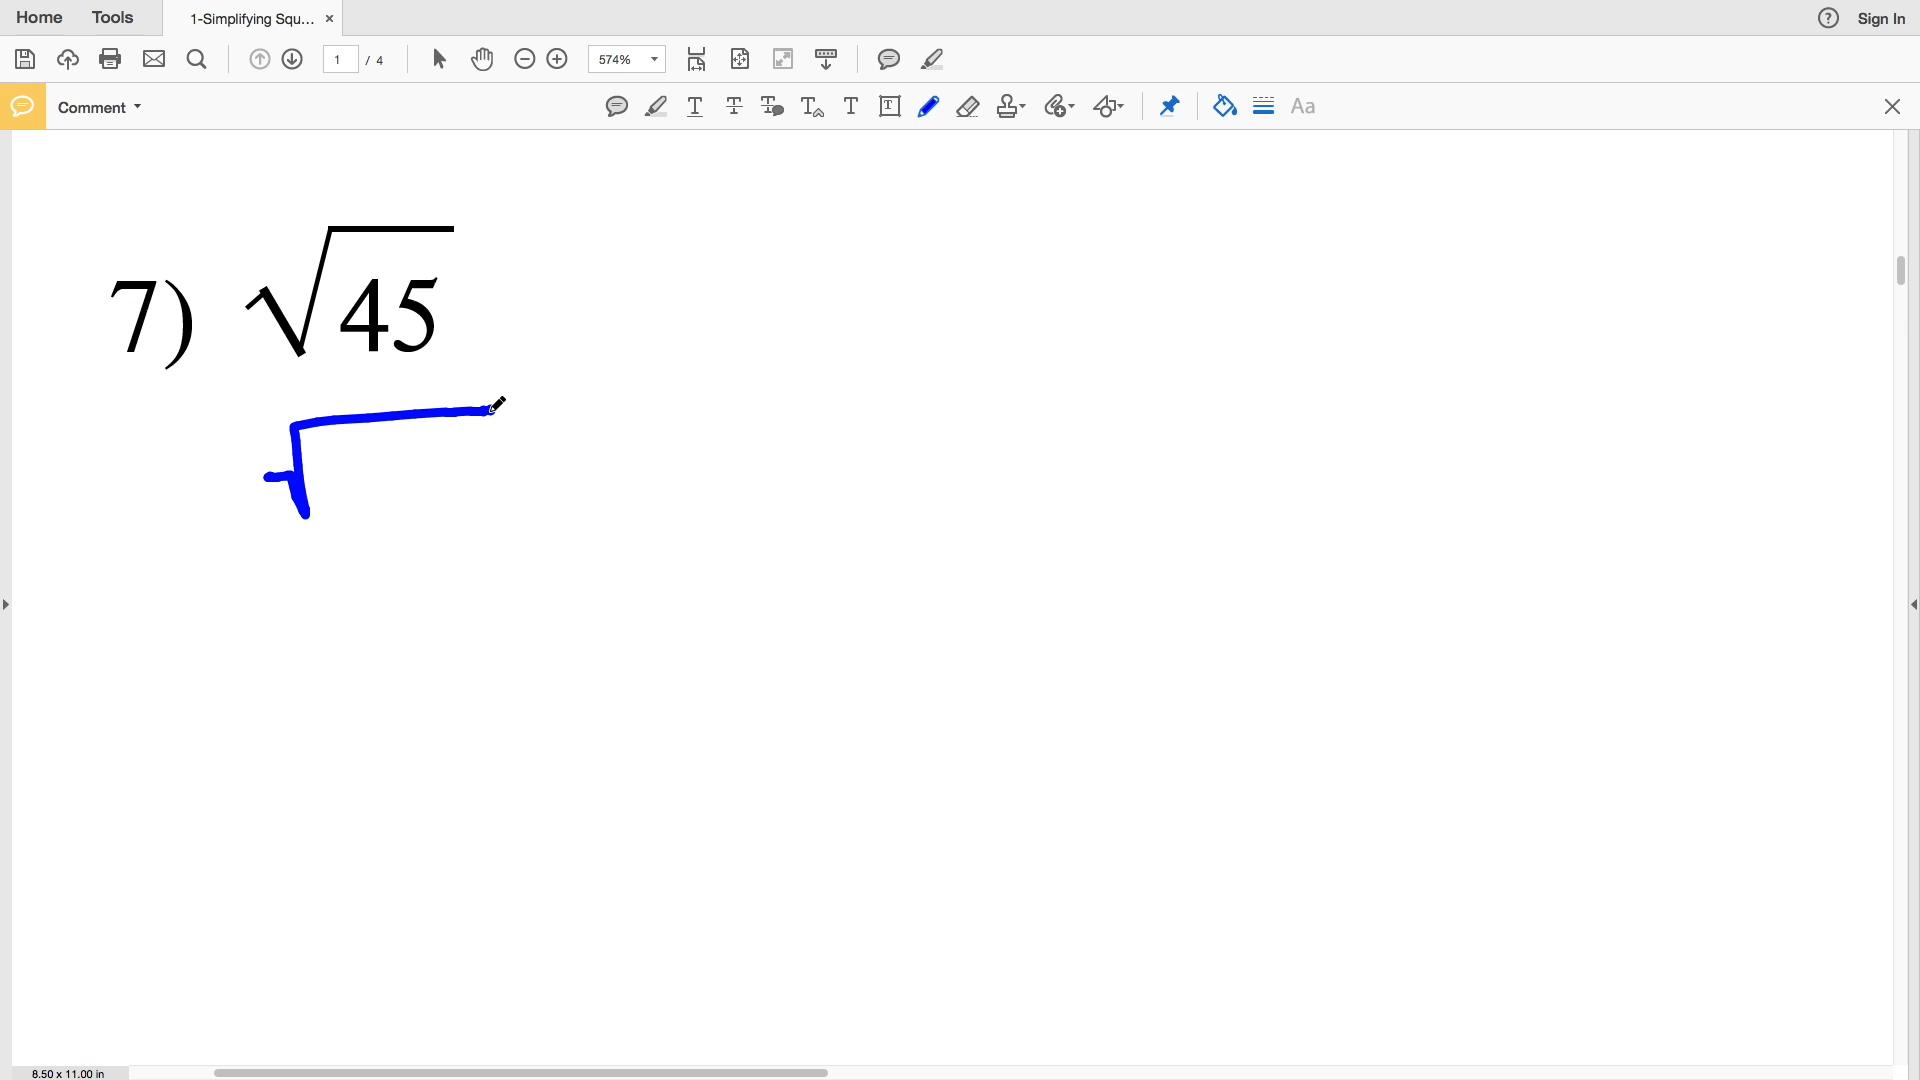 Home Tools 1-Simplifying Squ... × ? Sign In
1 / 4 574%
Comment T T T T T T Aa
7) √45
√
8.50 x 11.00 in